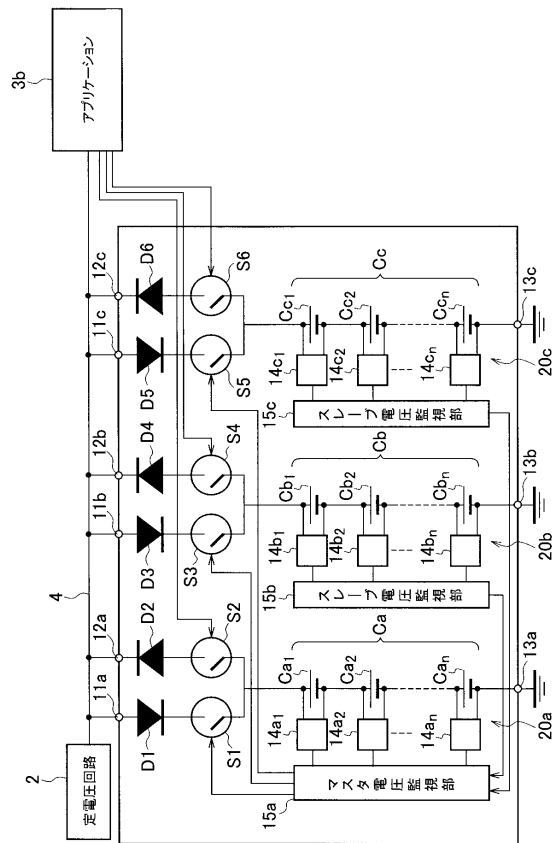 2
定電圧回路
4
3b
アプリケーション
11a
12a
11b
12b
11c
12c
D1
D2
D3
D4
D5
D6
S1
S2
S3
S4
S5
S6
Ca
Cb
Cc
Ca1
Ca2
Can
Cb1
Cb2
Cbn
Cc1
Cc2
Ccn
14a1
14a2
14an
14b1
14b2
14bn
14c1
14c2
14cn
15a
マスタ電圧監視部
15b
スレーブ電圧監視部
15c
スレーブ電圧監視部
13a
13b
13c
20a
20b
20c